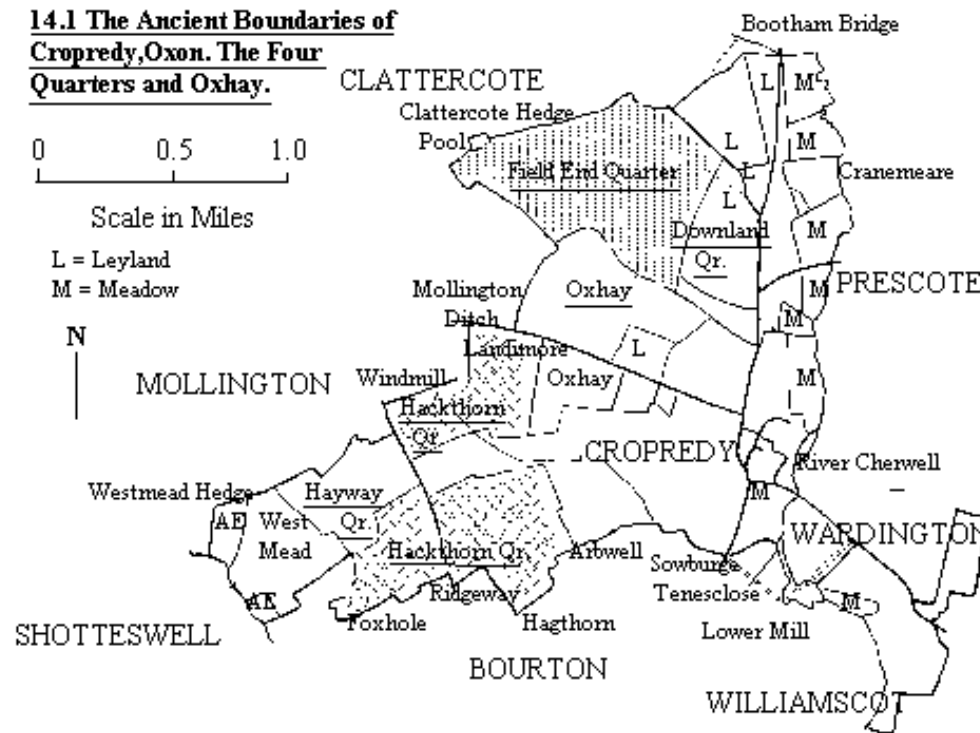 14.1 The Ancient Boundaries of
Cropredy,Oxon. The Four
Quarters and Oxhay.
0 0.5 1.0
Scale in Miles
L = Leyland
M = Meadow
N
Bootham Bridge
CLATTERCOTE
L M
Clattercote Hedge
Pools
L M
Field End Quarter
L
Cranemeare
L
Downland
Qr.
M
PRESCOTE
Oxhay
M
Mollington
Ditch
M
Landimore
L
MOLLINGTON
Windmill
Oxhay
M
Hackthorn
Qr
CROPREDY
River Cherwell
Westmead Hedge
Hayway
Qr.
M
AE
West
Mead
WARDINGTON
Hackthorn Qr.
Arbwell
Sowburge
Ridgeway
Tenesclose
AE
M
Foxhole
Hagthorn
Lower Mill
SHOTTESWELL
BOURTON
WILLIAMSCOT